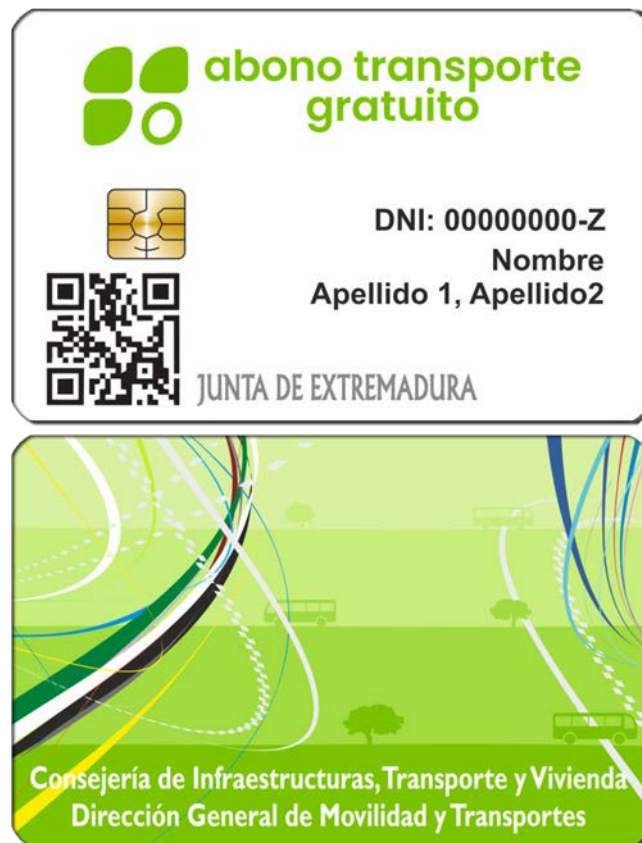 abono transporte
gratuito
DNI: 00000000-Z
Nombre
Apellido 1, Apellido2
JUNTA DE EXTREMADURA
Consejería de Infraestructuras, Transporte y Vivienda
Dirección General de Movilidad y Transportes